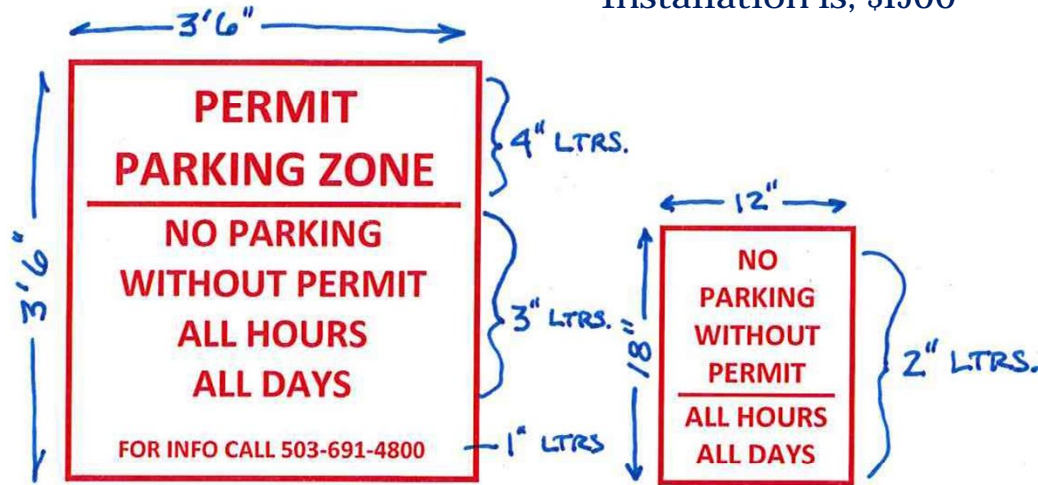 Installation is,
3'6"
3'6"
PERMIT
PARKING ZONE
4" LTRS.
NO PARKING
WITHOUT PERMIT
ALL HOURS
ALL DAYS
3" LTRS.
FOR INFO CALL 503-691-4800
1" LTRS
12"
18"
NO
PARKING
WITHOUT
PERMIT
ALL HOURS
ALL DAYS
2" LTRS.